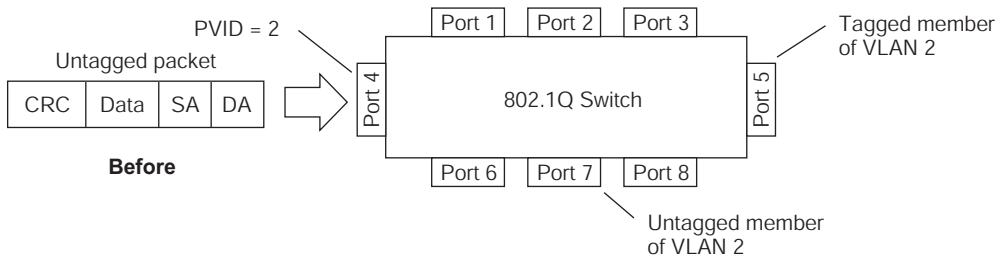 Port 1 Port 2 Port 3
PVID = 2
Tagged member
of VLAN 2
Untagged packet
CRC Data SA DA
Port 4
802.1Q Switch
Port 5
Before
Port 6 Port 7 Port 8
Untagged member
of VLAN 2